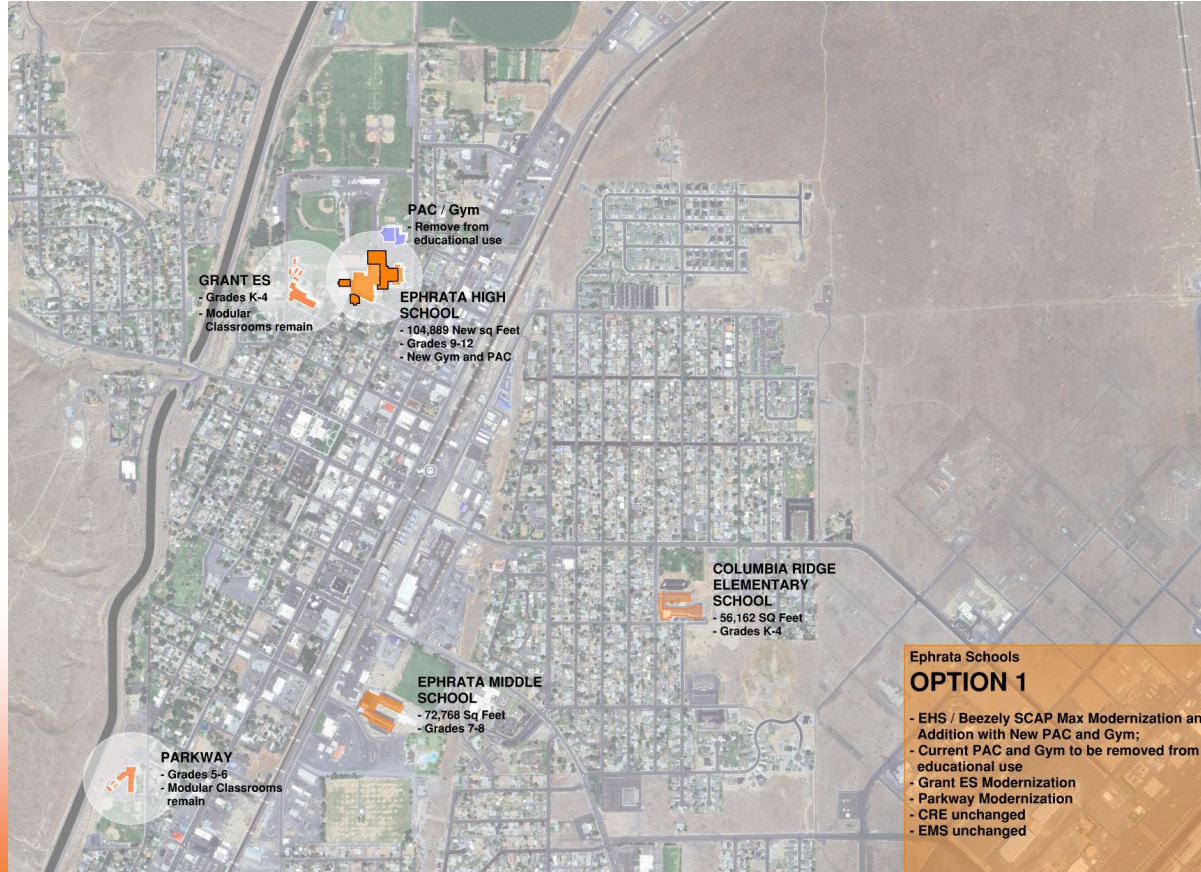 PAC / Gym
- Remove from
educational use
GRANT ES
- Grades K-4
- Modular
Classrooms remain
EPHRATA HIGH
SCHOOL
- 104,889 New sq Feet
- Grades 9-12
- New Gym and PAC
COLUMBIA RIDGE
ELEMENTARY
SCHOOL
- 56,162 SQ Feet
- Grades K-4
EPHRATA MIDDLE
SCHOOL
- 72,768 Sq Feet
- Grades 7-8
PARKWAY
- Grades 5-6
- Modular Classrooms
remain
Ephrata Schools
OPTION 1
- EHS / Beezely SCAP Max Modernization an
Addition with New PAC and Gym;
- Current PAC and Gym to be removed from
educational use
- Grant ES Modernization
- Parkway Modernization
- CRE unchanged
- EMS unchanged